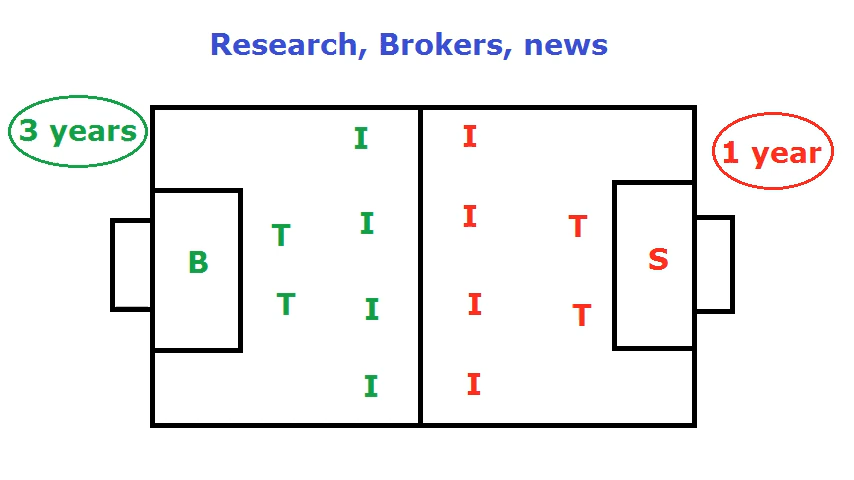 Research, Brokers, news
3 years
1 year
I I
I I
T T
B S
T I I T
I I